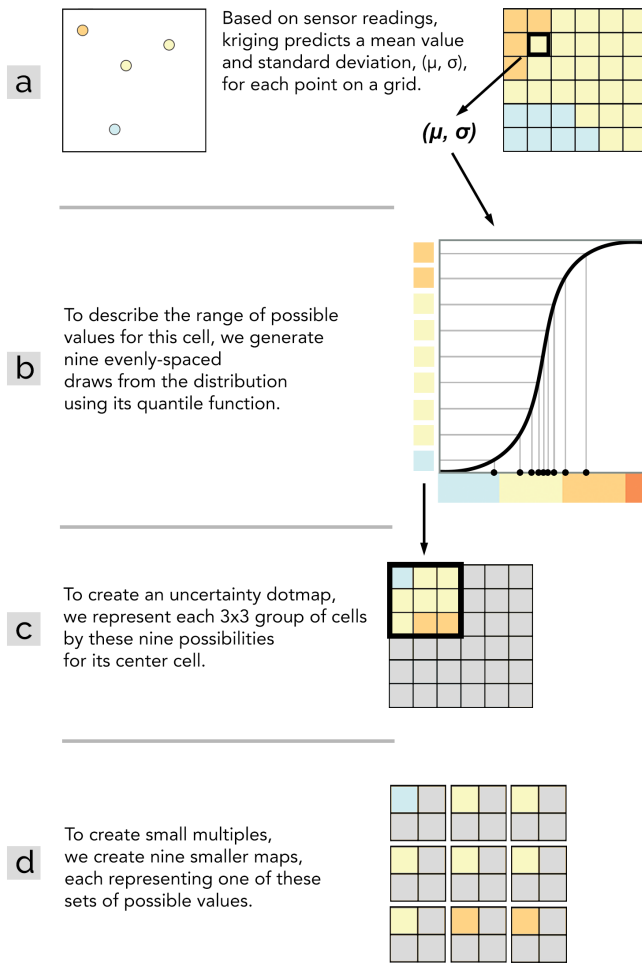 a
Based on sensor readings,
kriging predicts a mean value
and standard deviation, (μ, σ),
for each point on a grid.
(μ, σ)
b
To describe the range of possible
values for this cell, we generate
nine evenly-spaced
draws from the distribution
using its quantile function.
c
To create an uncertainty dotmap,
we represent each 3x3 group of cells
by these nine possibilities
for its center cell.
d
To create small multiples,
we create nine smaller maps,
each representing one of these
sets of possible values.